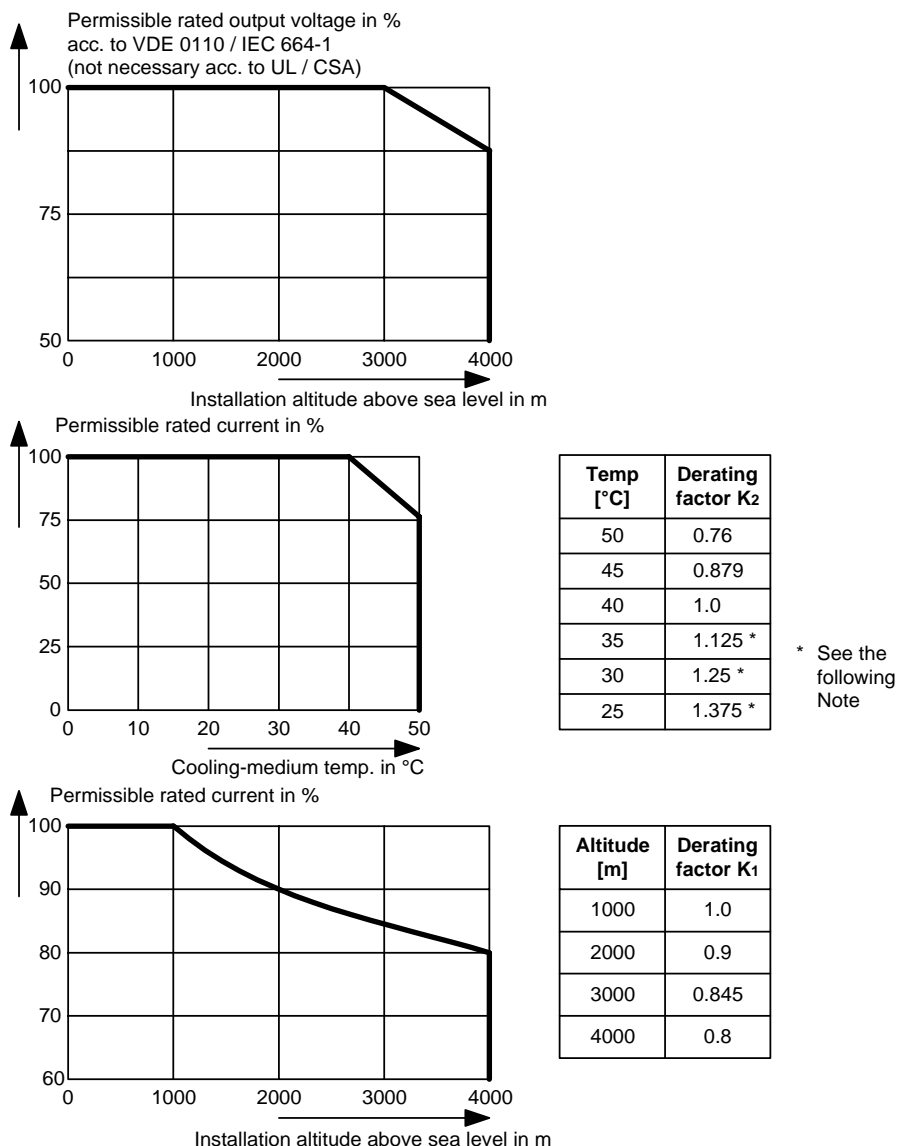 Permissible rated output voltage in %
acc. to VDE 0110 / IEC 664-1
(not necessary acc. to UL / CSA)
100
75
50
0 1000 2000 3000 4000
Installation altitude above sea level in m
Permissible rated current in %
100
75
50
25
0
0 10 20 30 40 50
Cooling-medium temp. in °C
Temp [°C] Derating factor K2
50 0.76
45 0.879
40 1.0
35 1.125 *
30 1.25 *
25 1.375 *
* See the
following
Note
Permissible rated current in %
100
90
80
70
60
0 1000 2000 3000 4000
Installation altitude above sea level in m
Altitude [m] Derating factor K1
1000 1.0
2000 0.9
3000 0.845
4000 0.8